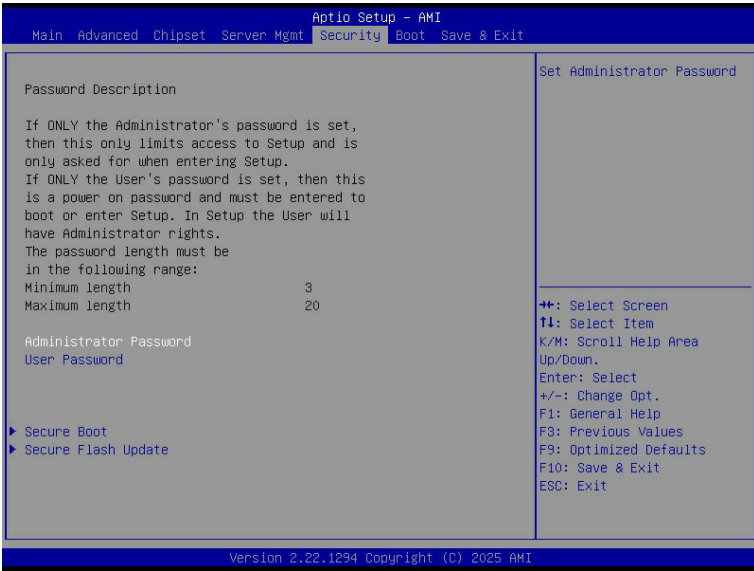 Aptio Setup – AMI
Main Advanced Chipset Server Mgmt Security Boot Save & Exit
Password Description
If ONLY the Administrator's password is set,
then this only limits access to Setup and is
only asked for when entering Setup.
If ONLY the User's password is set, then this
is a power on password and must be entered to
boot or enter Setup. In Setup the User will
have Administrator rights.
The password length must be
in the following range:
Minimum length 3
Maximum length 20
Administrator Password
User Password
Secure Boot
Secure Flash Update
Set Administrator Password
→←: Select Screen
↑↓: Select Item
K/M: Scroll Help Area
Up/Down.
Enter: Select
+/-: Change Opt.
F1: General Help
F3: Previous Values
F9: Optimized Defaults
F10: Save & Exit
ESC: Exit
Version 2.22.1294 Copyright (C) 2025 AMI